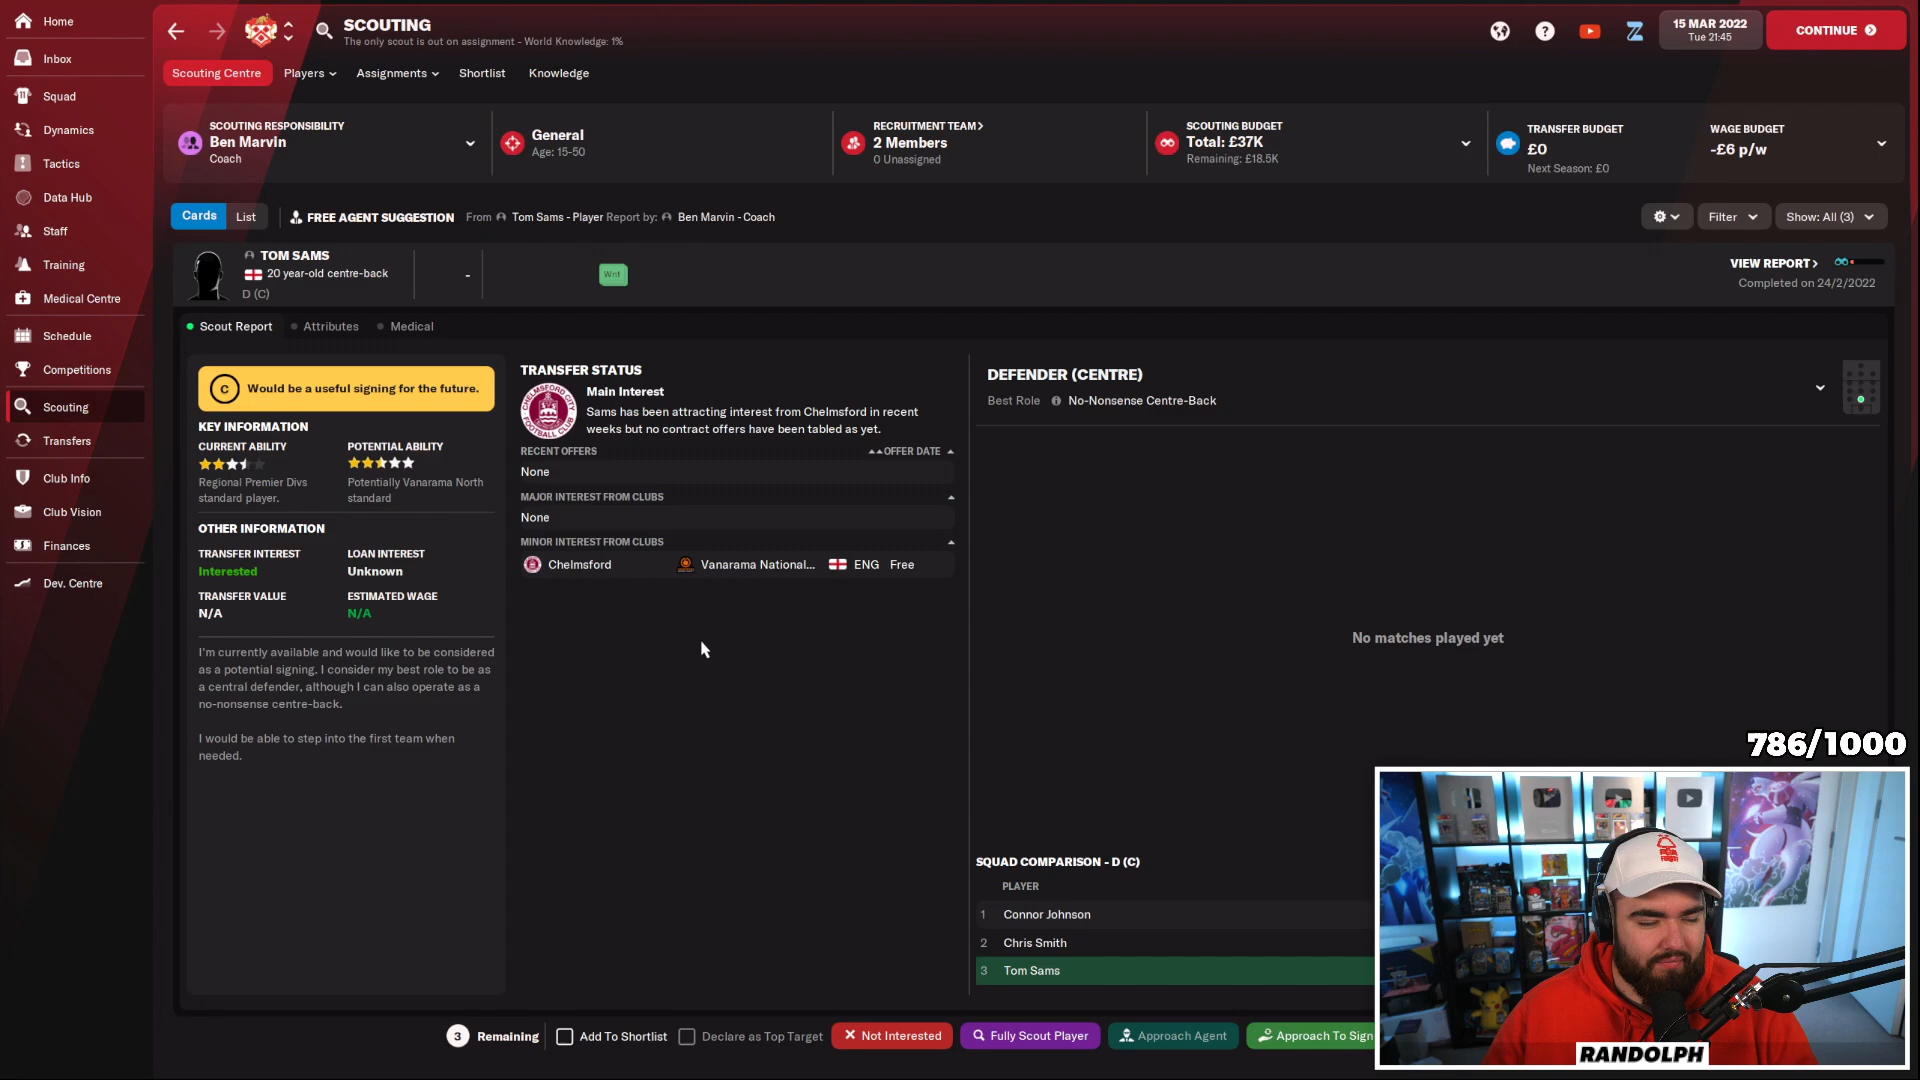 Home
Inbox
Squad
Dynamics
Tactics
Data Hub
Staff
Training
Medical Centre
Schedule
Competitions
Scouting
Transfers
Club Info
Club Vision
Finances
Dev. Centre
SCOUTING
The only scout is out on assignment - World Knowledge: 1%
15 MAR 2022
Tue 21:45
CONTINUE
Scouting Centre Players Assignments Shortlist Knowledge
SCOUTING RESPONSIBILITY
Ben Marvin
Coach
General
Age: 15-50
RECRUITMENT TEAM>
2 Members
0 Unassigned
SCOUTING BUDGET
Total: £37K
Remaining: £18.5K
TRANSFER BUDGET
£0
Next Season: £0
WAGE BUDGET
-£6 p/w
Cards List
FREE AGENT SUGGESTION From Tom Sams - Player Report by: Ben Marvin - Coach
Filter Show: All (3)
TOM SAMS
20 year-old centre-back
D (C)
-
Wnt
VIEW REPORT>
Completed on 24/2/2022
Scout Report Attributes Medical
C Would be a useful signing for the future.
KEY INFORMATION
CURRENT ABILITY
Regional Premier Divs
standard player.
POTENTIAL ABILITY
Potentially Vanarama North
standard
OTHER INFORMATION
TRANSFER INTEREST
Interested
LOAN INTEREST
Unknown
TRANSFER VALUE
N/A
ESTIMATED WAGE
N/A
I'm currently available and would like to be considered
as a potential signing. I consider my best role to be as
a central defender, although I can also operate as a
no-nonsense centre-back.
I would be able to step into the first team when
needed.
TRANSFER STATUS
Main Interest
Sams has been attracting interest from Chelmsford in recent
weeks but no contract offers have been tabled as yet.
RECENT OFFERS OFFER DATE
None
MAJOR INTEREST FROM CLUBS
None
MINOR INTEREST FROM CLUBS
Chelmsford Vanarama National... ENG Free
DEFENDER (CENTRE)
Best Role No-Nonsense Centre-Back
No matches played yet
SQUAD COMPARISON - D (C)
PLAYER
1 Connor Johnson
2 Chris Smith
3 Tom Sams
3 Remaining Add To Shortlist Declare as Top Target Not Interested Fully Scout Player Approach Agent Approach To Sign
786/1000
RANDOLPH